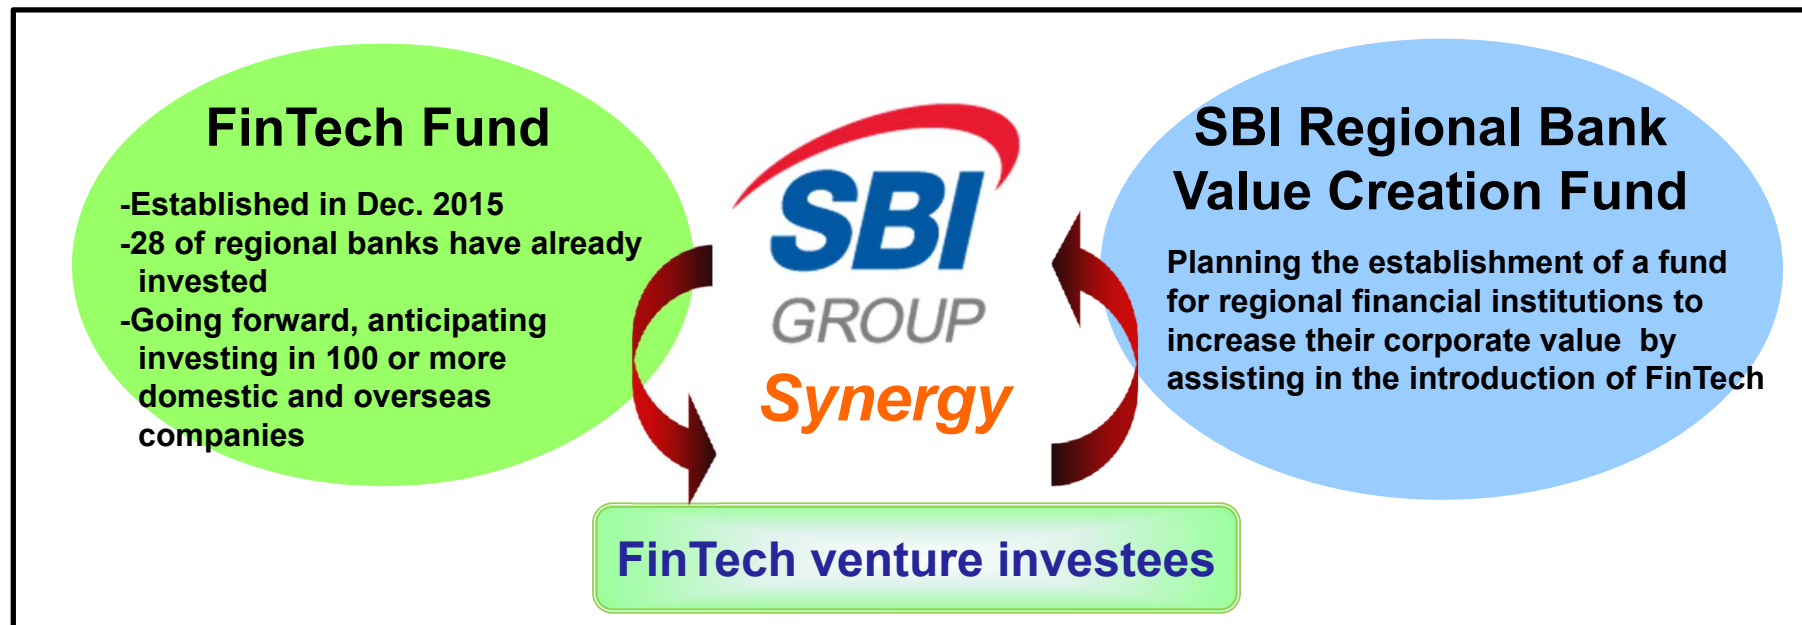 FinTech Fund
-Established in Dec. 2015
-28 of regional banks have already
invested
-Going forward, anticipating
investing in 100 or more
domestic and overseas
companies
SBI
GROUP
Synergy
SBI Regional Bank
Value Creation Fund
Planning the establishment of a fund
for regional financial institutions to
increase their corporate value  by
assisting in the introduction of FinTech
FinTech venture investees